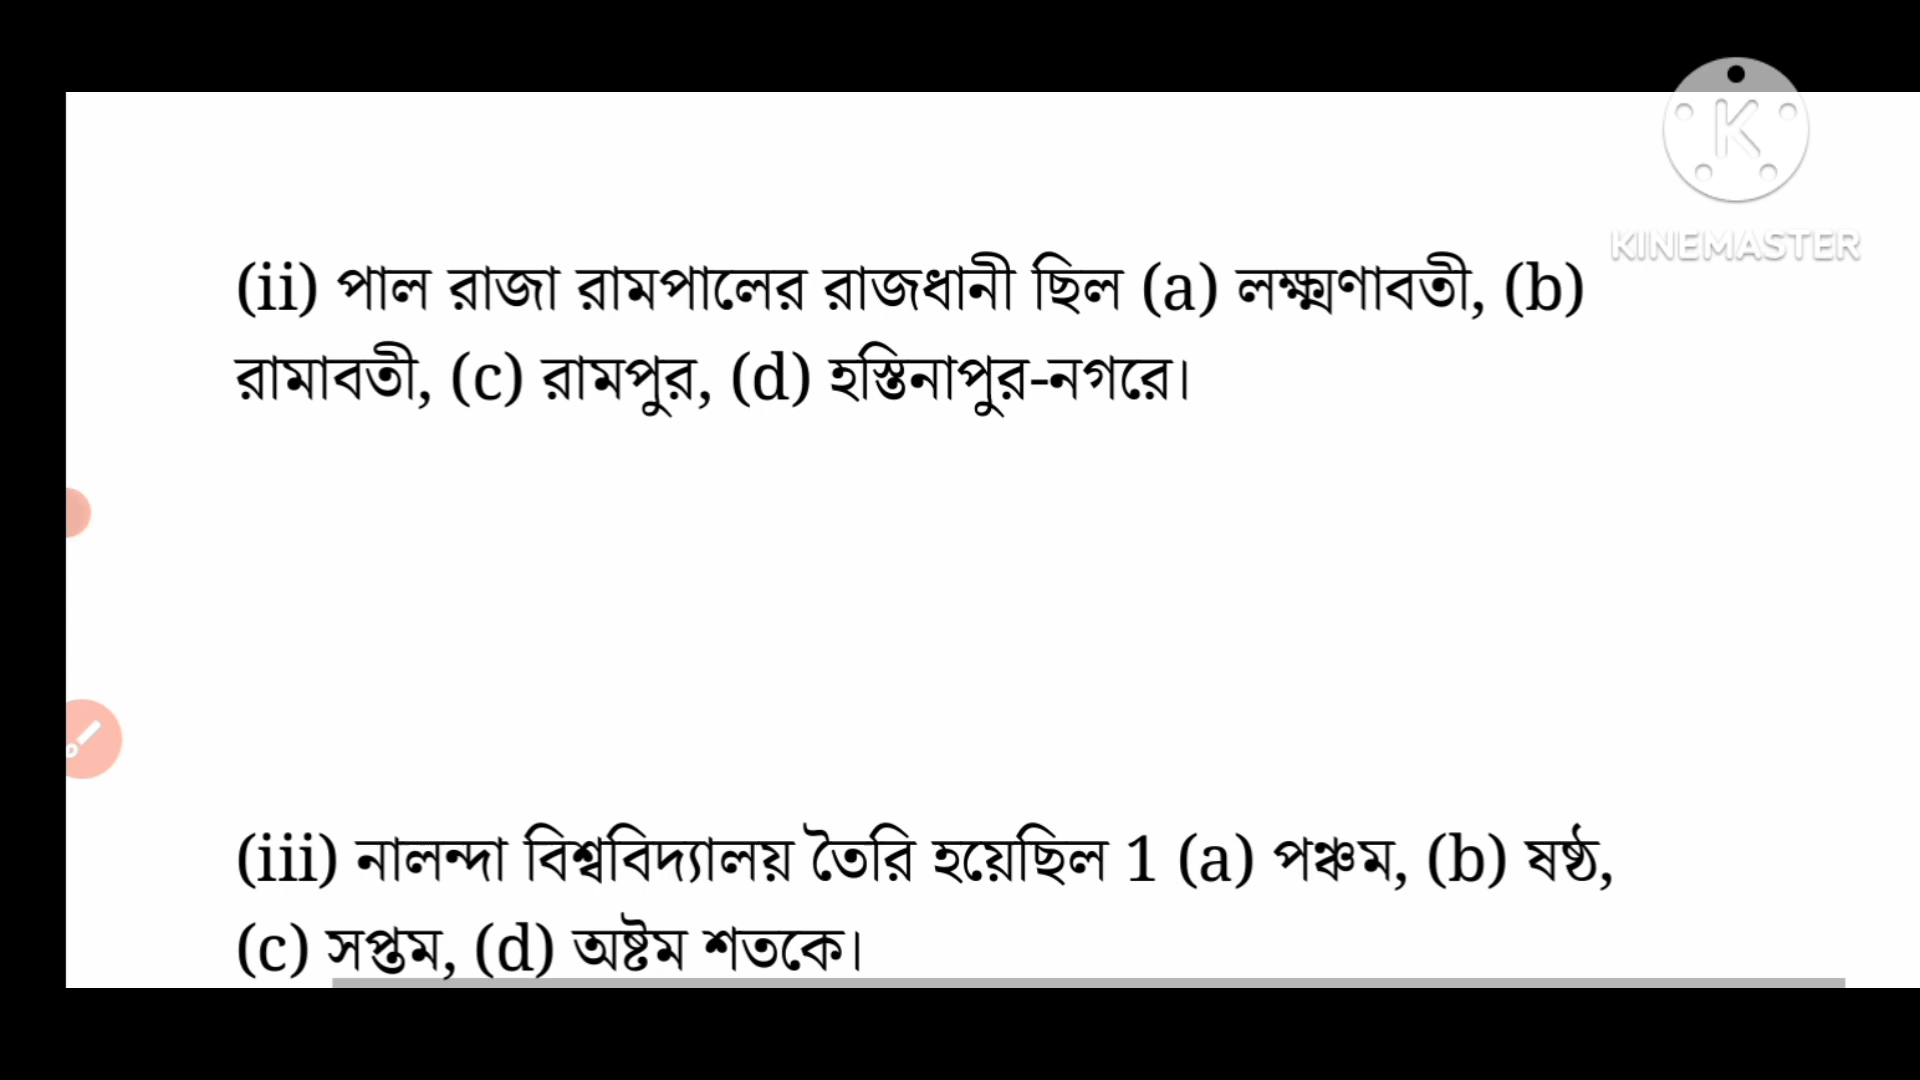 KINEMASTER
(ii) পাল রাজা রামপালের রাজধানী ছিল (a) লক্ষ্মণাবতী, (b)
রামাবতী, (c) রামপুর, (d) হস্তিনাপুর-নগরে।
(iii) নালন্দা বিশ্ববিদ্যালয় তৈরি হয়েছিল 1 (a) পঞ্চম, (b) ষষ্ঠ,
(c) সপ্তম, (d) অষ্টম শতকে।